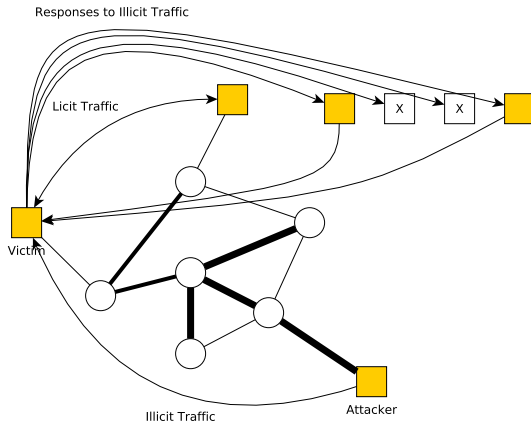 Responses to Illicit Traffic
Licit Traffic
X
X
Victim
Attacker
Illicit Traffic